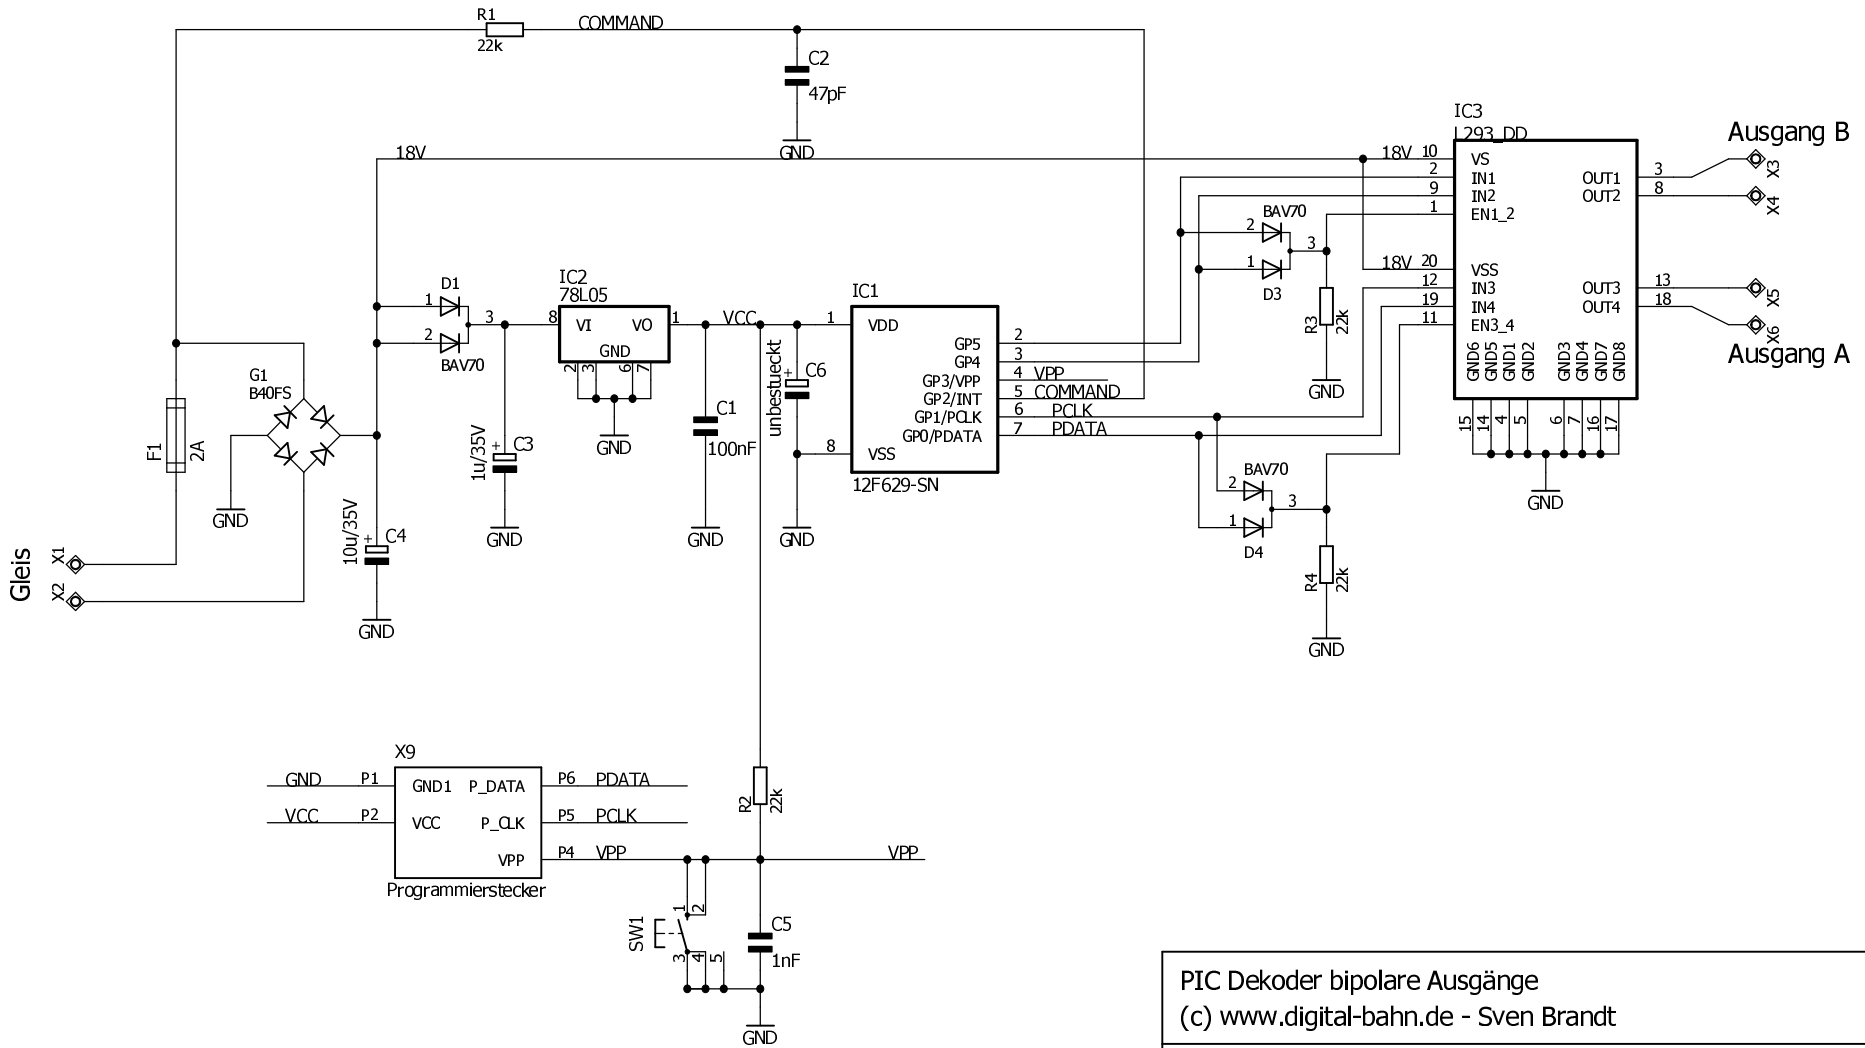 R1
22k
COMMAND
C2
47pF
GND
18V
IC3
L293_DD
18V 10 VS
2 IN1
9 IN2
1 EN1_2
18V 20 VSS
12 IN3
19 IN4
11 EN3_4
OUT1 3
OUT2 8
OUT3 13
OUT4 18
GND6 GND5 GND1 GND2 GND3 GND4 GND7 GND8
15 14 4 5 6 7 16 17
GND
Ausgang B
X3
X4
X5
X6
Ausgang A
BAV70
2
1
3
D3
R3
22k
GND
D1
1
2
3
BAV70
IC2
78L05
8 VI VO 1
GND
2 3 6 7
GND
VCC
IC1
1 VDD
8 VSS
GP5 2
GP4 3
GP3/VPP 4 VPP
GP2/INT 5 COMMAND
GP1/PCLK 6 PCLK
GP0/PDATA 7 PDATA
12F629-SN
unbestueckt
+
C6
GND
C1
100nF
GND
1u/35V
+
C3
GND
G1
B40FS
F1
2A
GND
10u/35V
+
C4
GND
Gleis
X1
X2
BAV70
2
1
3
D4
R4
22k
GND
X9
GND P1 GND1 P_DATA P6 PDATA
VCC P2 VCC P_CLK P5 PCLK
VPP P4 VPP
VPP
Programmierstecker
R2
22k
SW1
1 2
3 4 5
C5
1nF
GND
PIC Dekoder bipolare Ausgänge
(c) www.digital-bahn.de - Sven Brandt